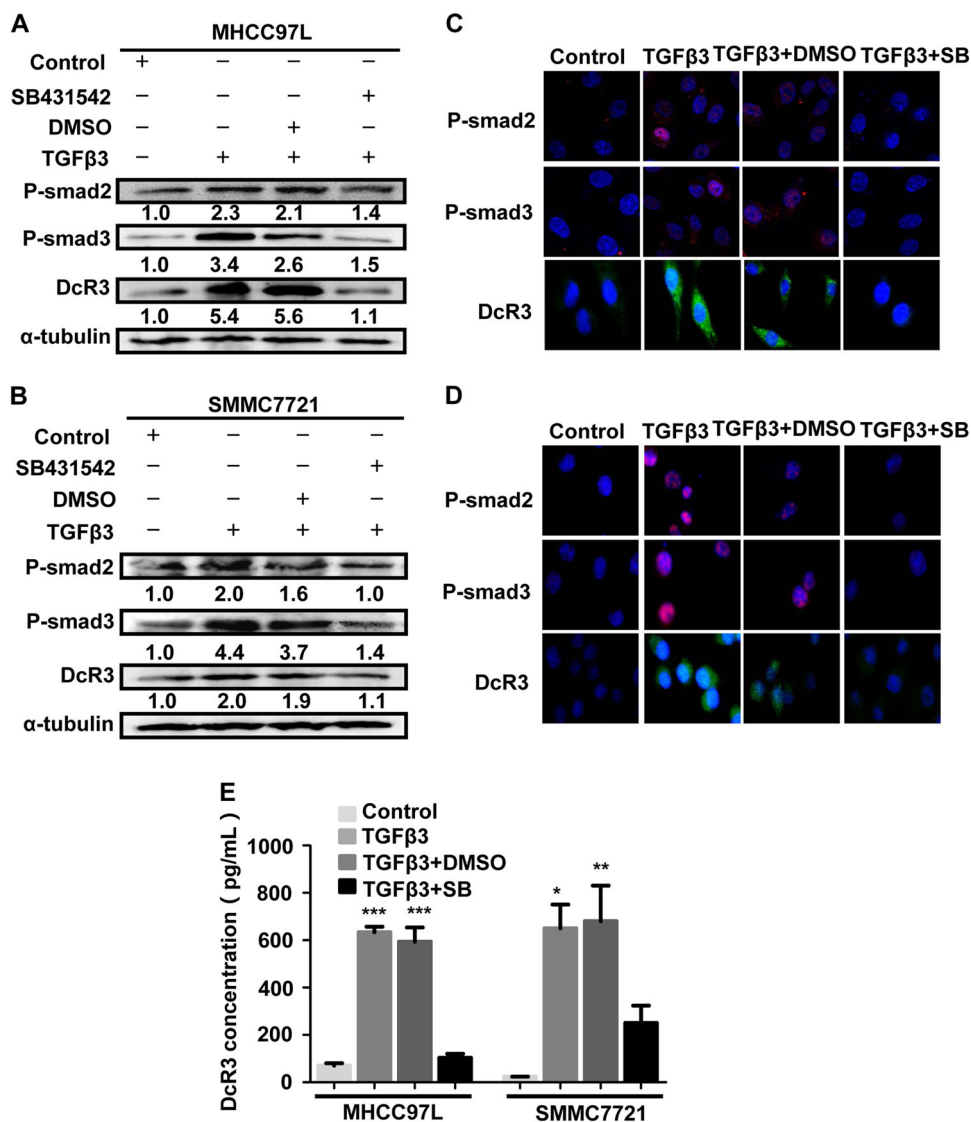 A
MHCC97L
Control + − − −
SB431542 − − − +
DMSO − − + −
TGFβ3 − + + +
P-smad2
1.0 2.3 2.1 1.4
P-smad3
1.0 3.4 2.6 1.5
DcR3
1.0 5.4 5.6 1.1
α-tubulin
B
SMMC7721
Control + − − −
SB431542 − − − +
DMSO − − + −
TGFβ3 − + + +
P-smad2
1.0 2.0 1.6 1.0
P-smad3
1.0 4.4 3.7 1.4
DcR3
1.0 2.0 1.9 1.1
α-tubulin
C
Control TGFβ3 TGFβ3+DMSO TGFβ3+SB
P-smad2
P-smad3
DcR3
D
Control TGFβ3 TGFβ3+DMSO TGFβ3+SB
P-smad2
P-smad3
DcR3
E
Control
TGFβ3
TGFβ3+DMSO
TGFβ3+SB
DcR3 concentration ( pg/mL )
1000
800
600
400
200
0
*** ***
* **
MHCC97L SMMC7721